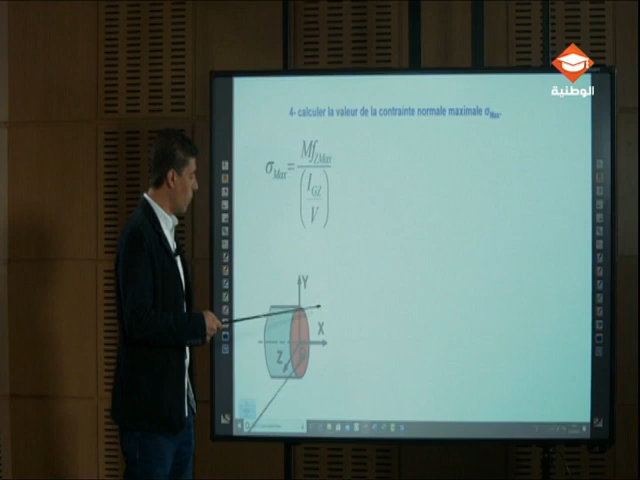 الوطنية
4- calculer la valeur de la contrainte normale maximale σMax.
σMax = MfZMax / (IGZ / V)
Y
X
Z